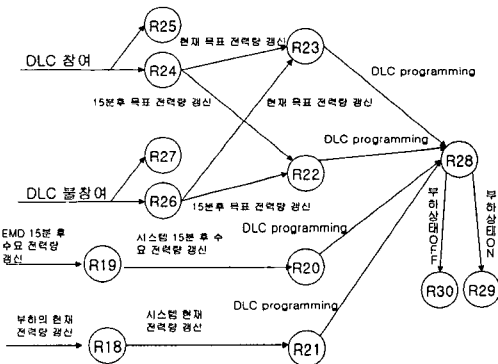 R25
DLC 참여
R24
현재 목표 전력량 갱신
R23
DLC programming
15분후 목표 전력량 갱신
현재 목표 전력량 갱신
DLC programming
R27
R22
R28
DLC 불참여
R26
15분후 목표 전력량 갱신
EMD 15분 후
수요 전력량
갱신
R19
시스템 15분 후 수
요 전력량 갱신
DLC programming
R20
부하상태OFF
부하상태ON
R30
R29
DLC programming
부하의 현재
전력량 갱신
R18
시스템 현재
전력량 갱신
R21